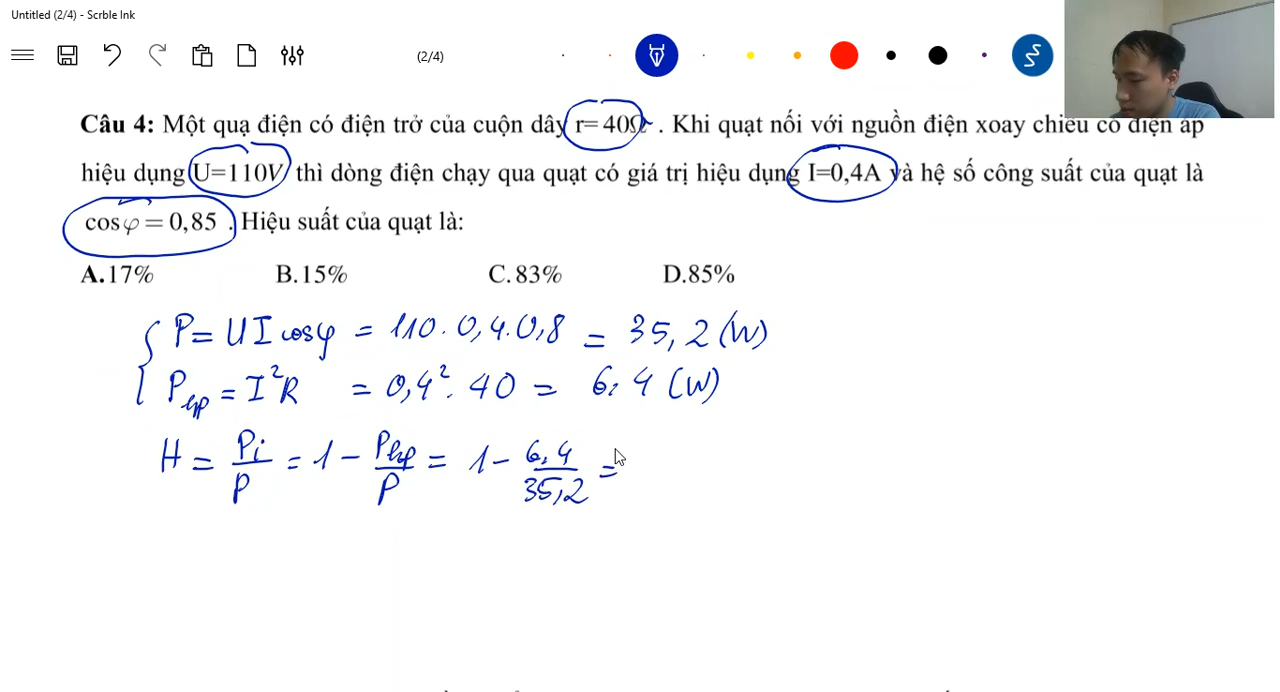 Untitled (2/4) - Scrble Ink
(2/4)
Câu 4: Một quạ điện có điện trở của cuộn dây r= 40Ω . Khi quạt nối với nguồn điện xoay chiều có điện áp
hiệu dụng U=110V thì dòng điện chạy qua quạt có giá trị hiệu dụng I=0,4A và hệ số công suất của quạt là
cosφ = 0,85 . Hiệu suất của quạt là:
A.17% B.15% C.83% D.85%
P = UI cosφ = 110 . 0,4 . 0,8 = 35,2 (W)
P_hp = I²R = 0,4² . 40 = 6,4 (W)
H = Pi/P = 1 - Php/P = 1 - 6,4/35,2 =